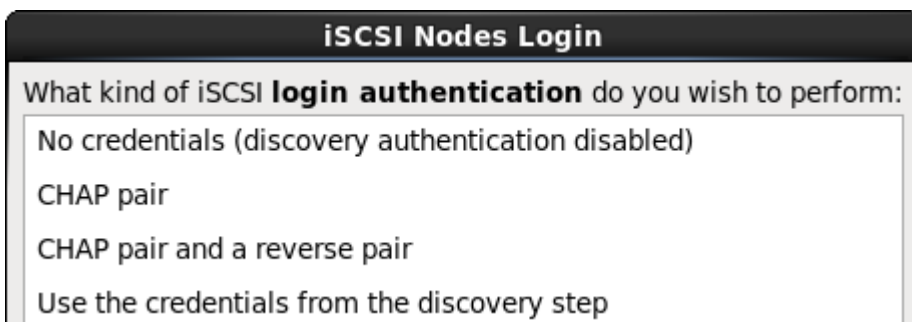 iSCSI Nodes Login
What kind of iSCSI login authentication do you wish to perform:
No credentials (discovery authentication disabled)
CHAP pair
CHAP pair and a reverse pair
Use the credentials from the discovery step